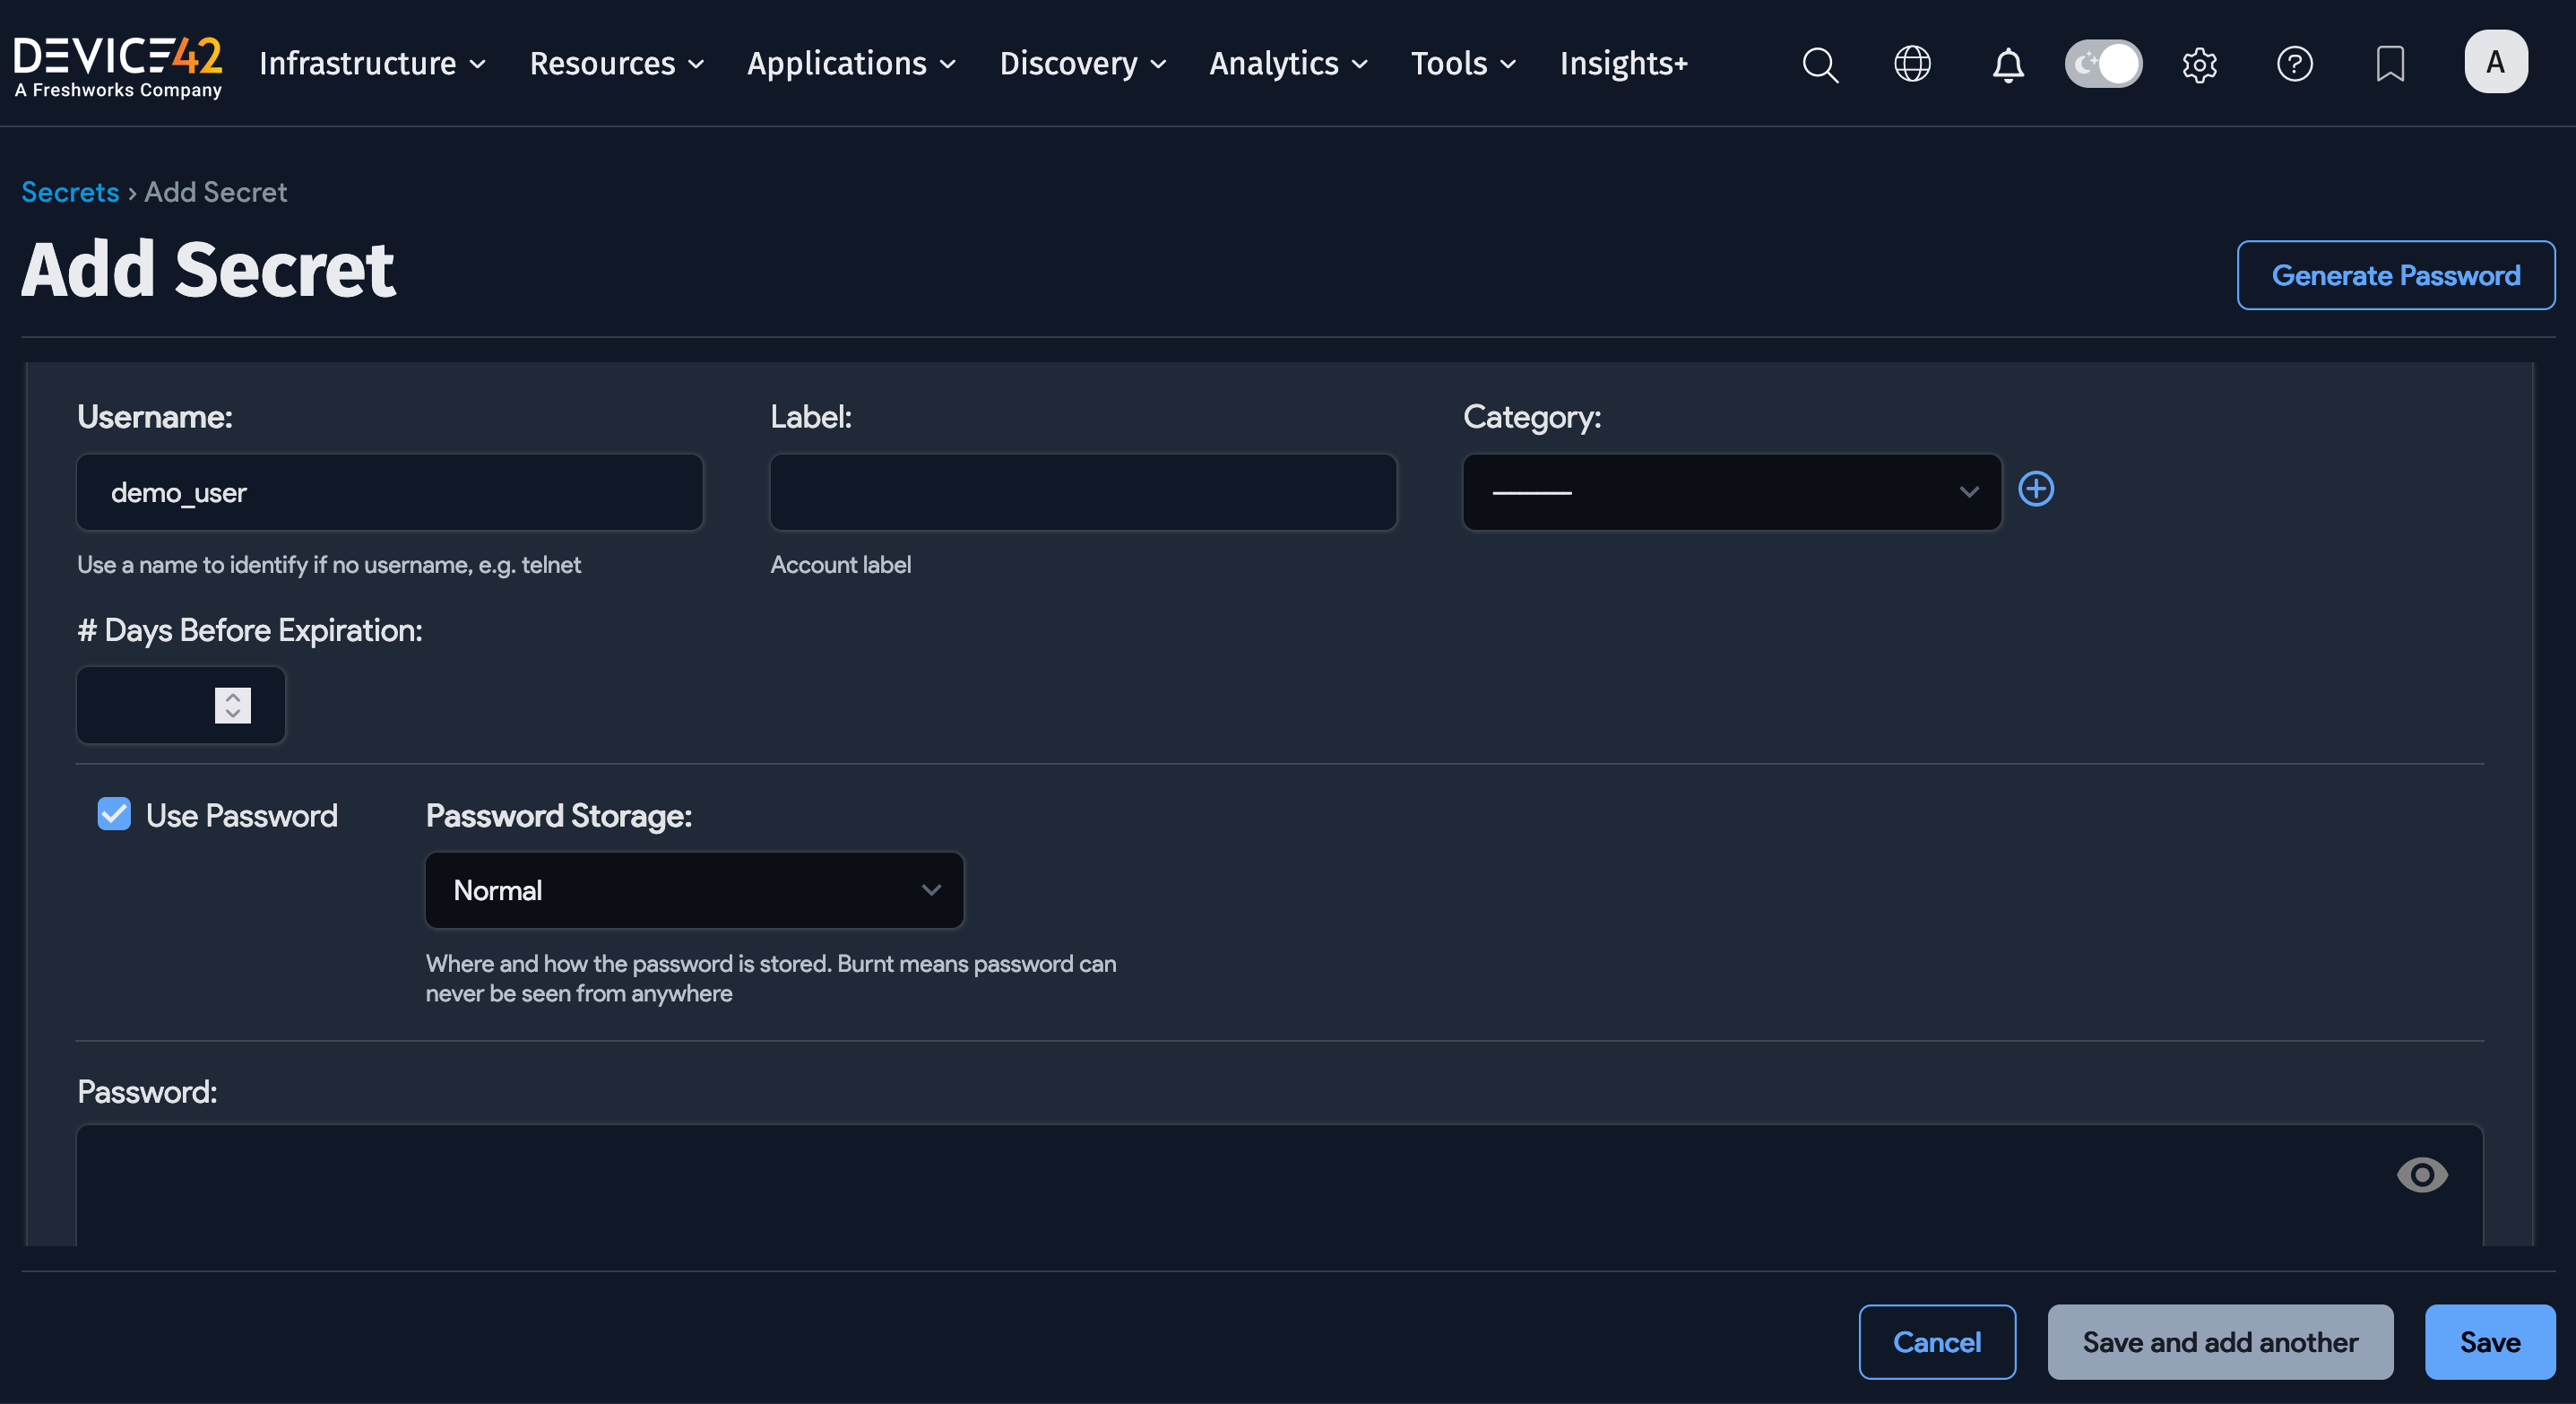 DEVICE42
A Freshworks Company
Infrastructure Resources Applications Discovery Analytics Tools Insights+
A
Secrets › Add Secret
Add Secret
Generate Password
Username: Label: Category:
demo_user ---------
Use a name to identify if no username, e.g. telnet Account label
# Days Before Expiration:
Use Password Password Storage:
Normal
Where and how the password is stored. Burnt means password can
never be seen from anywhere
Password:
Cancel Save and add another Save